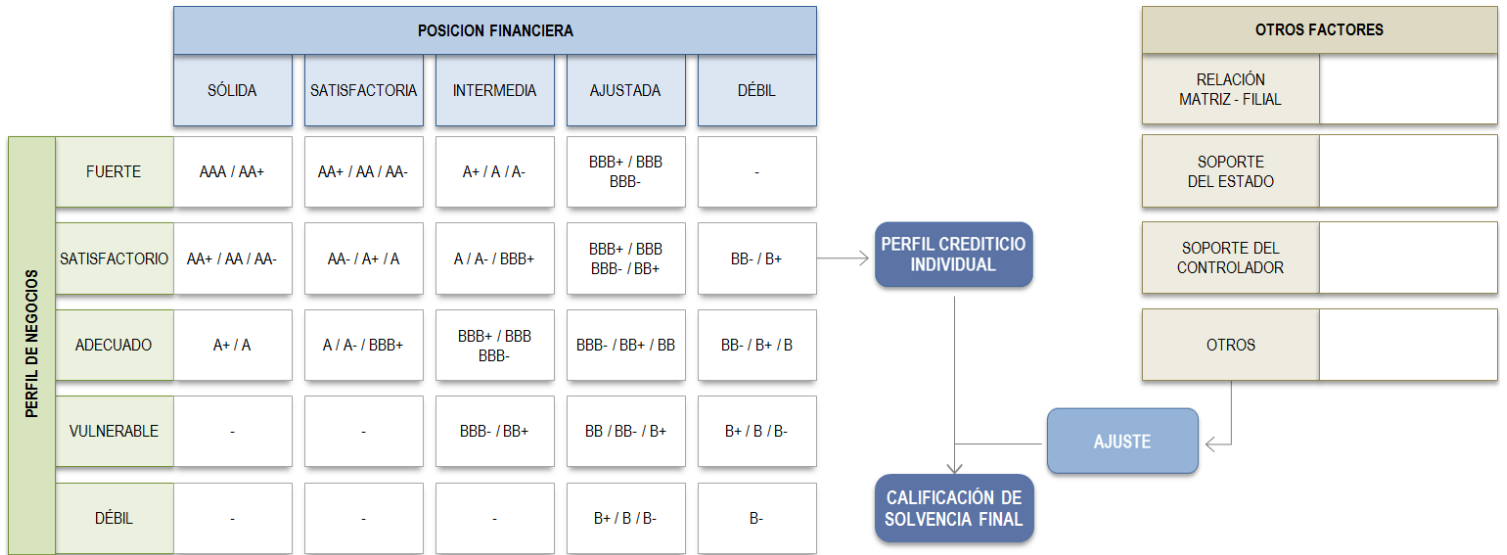 POSICION FINANCIERA
OTROS FACTORES
SÓLIDA
SATISFACTORIA
INTERMEDIA
AJUSTADA
DÉBIL
RELACIÓN
MATRIZ - FILIAL
PERFIL DE NEGOCIOS
FUERTE
AAA / AA+
AA+ / AA / AA-
A+ / A / A-
BBB+ / BBB
BBB-
-
SOPORTE
DEL ESTADO
SATISFACTORIO
AA+ / AA / AA-
AA- / A+ / A
A / A- / BBB+
BBB+ / BBB
BBB- / BB+
BB- / B+
PERFIL CREDITICIO
INDIVIDUAL
SOPORTE DEL
CONTROLADOR
ADECUADO
A+ / A
A / A- / BBB+
BBB+ / BBB
BBB-
BBB- / BB+ / BB
BB- / B+ / B
OTROS
VULNERABLE
-
-
BBB- / BB+
BB / BB- / B+
B+ / B / B-
AJUSTE
DÉBIL
-
-
-
B+ / B / B-
B-
CALIFICACIÓN DE
SOLVENCIA FINAL